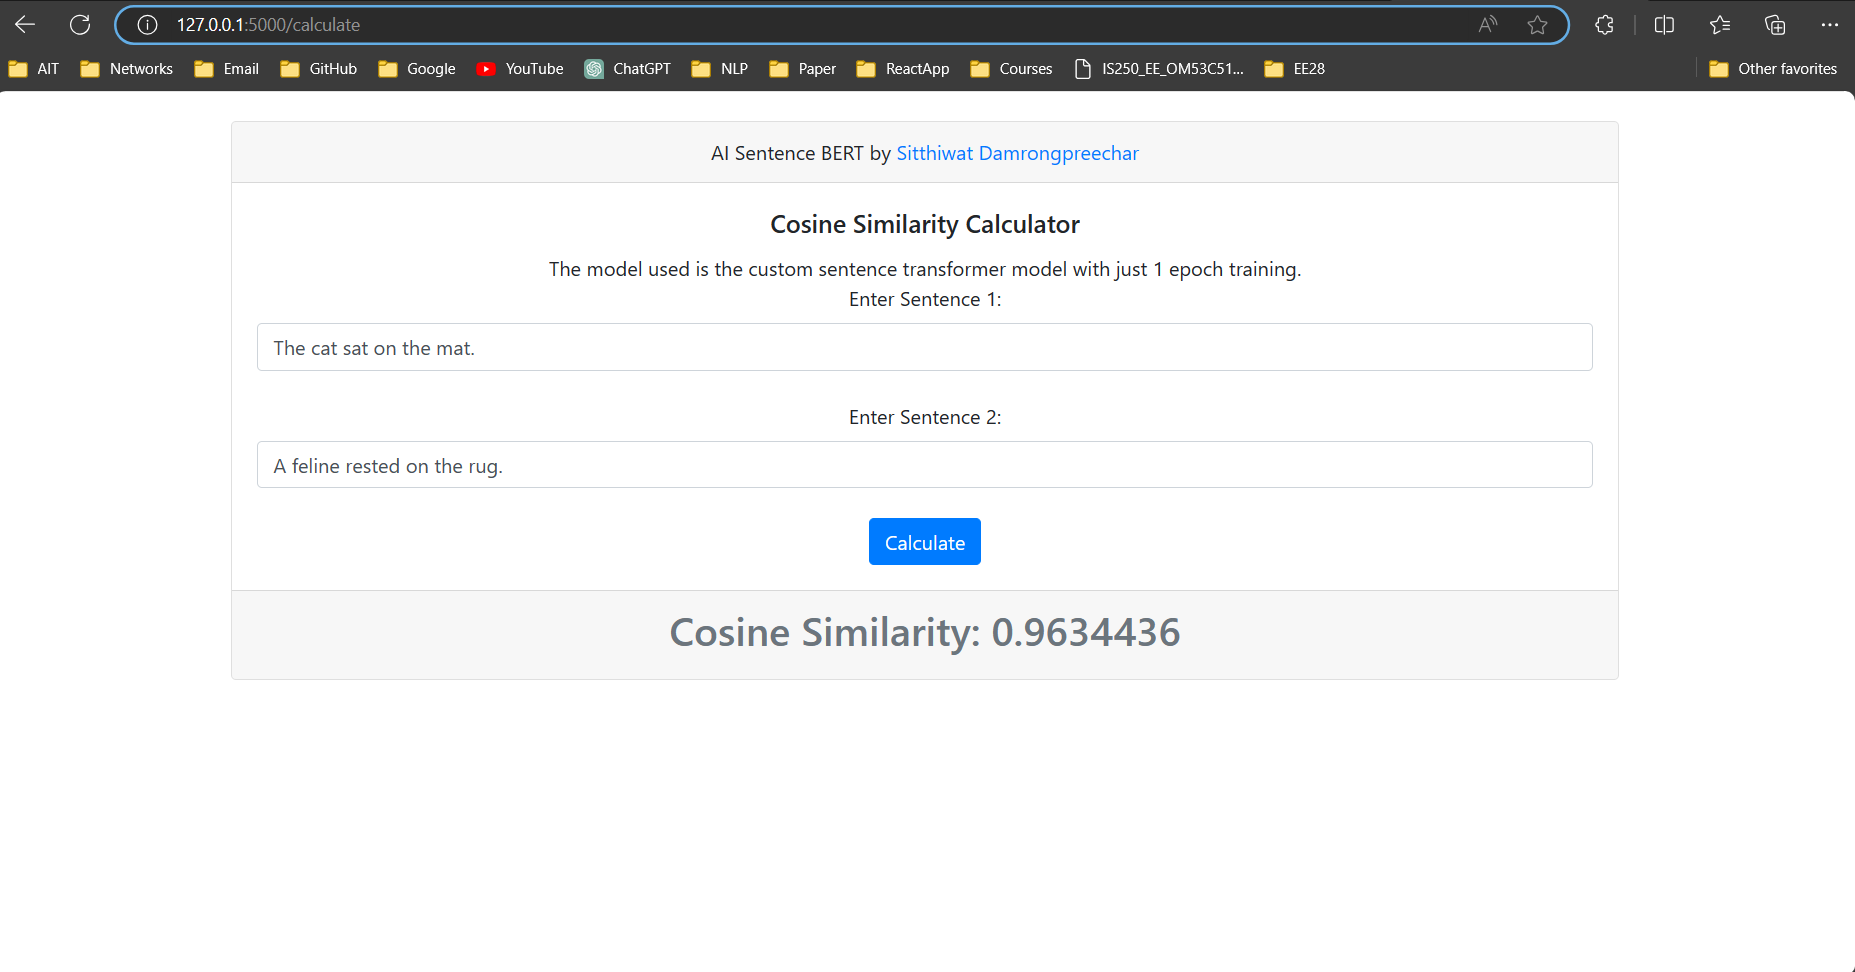 127.0.0.1:5000/calculate
AIT Networks Email GitHub Google YouTube ChatGPT NLP Paper ReactApp Courses IS250_EE_OM53C51... EE28 Other favorites
AI Sentence BERT by Sitthiwat Damrongpreechar
Cosine Similarity Calculator
The model used is the custom sentence transformer model with just 1 epoch training.
Enter Sentence 1:
The cat sat on the mat.
Enter Sentence 2:
A feline rested on the rug.
Calculate
Cosine Similarity: 0.9634436